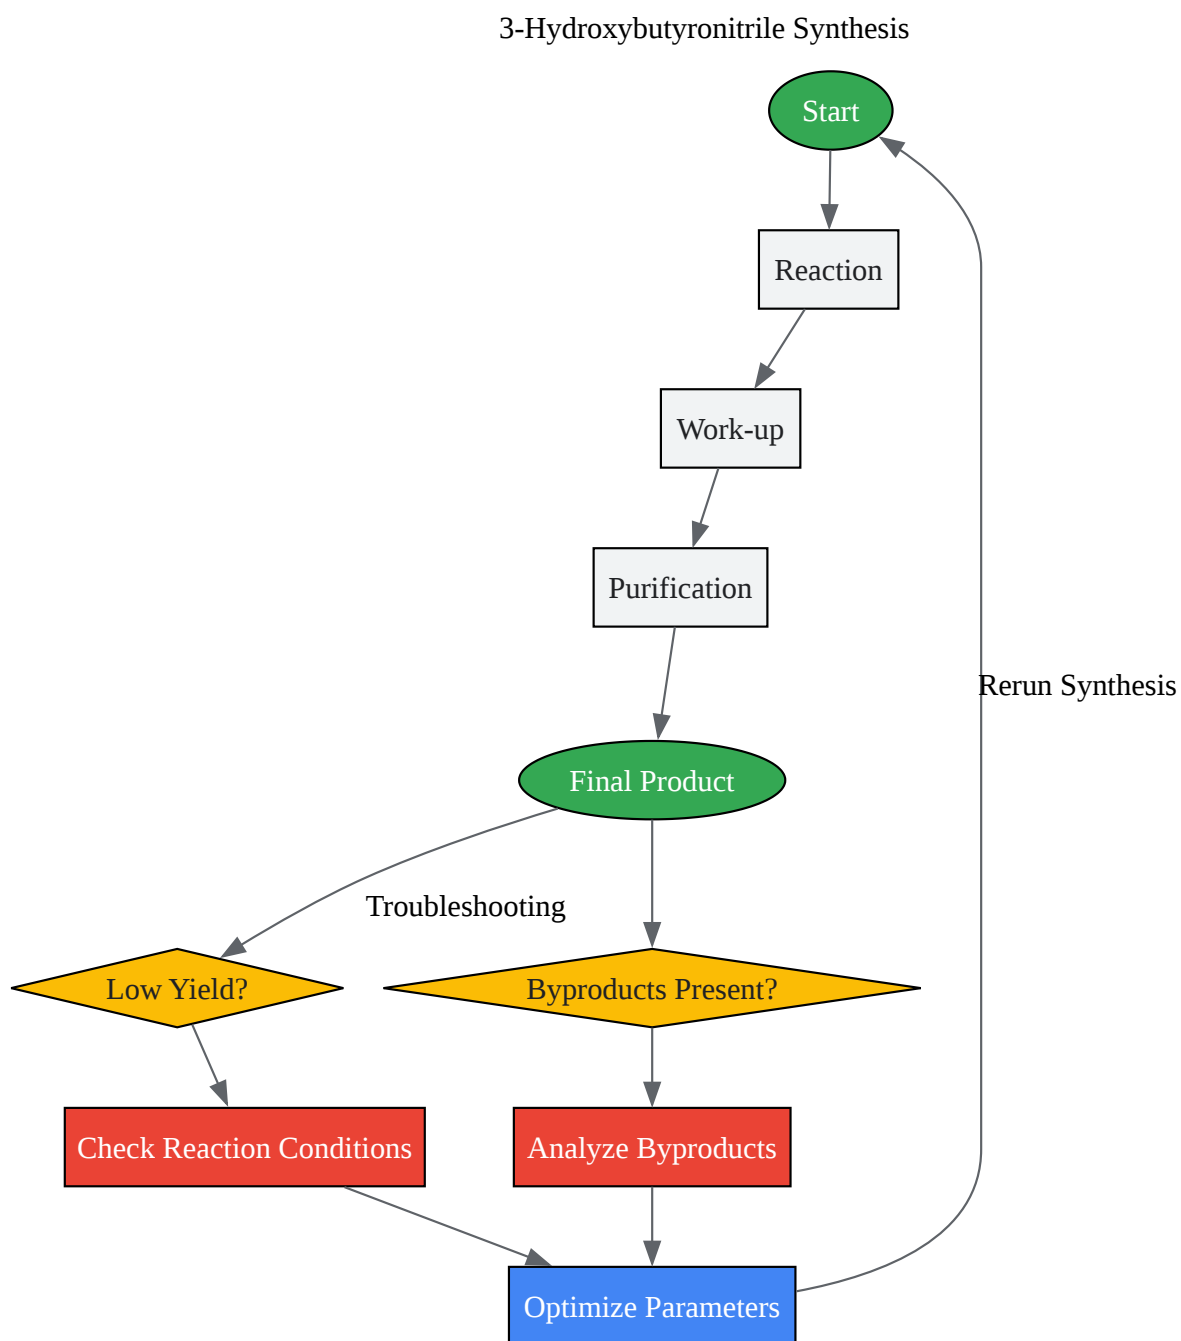 3-Hydroxybutyronitrile Synthesis
Start
Reaction
Work-up
Purification
Rerun Synthesis
Final Product
Troubleshooting
Low Yield?
Byproducts Present?
Check Reaction Conditions
Analyze Byproducts
Optimize Parameters